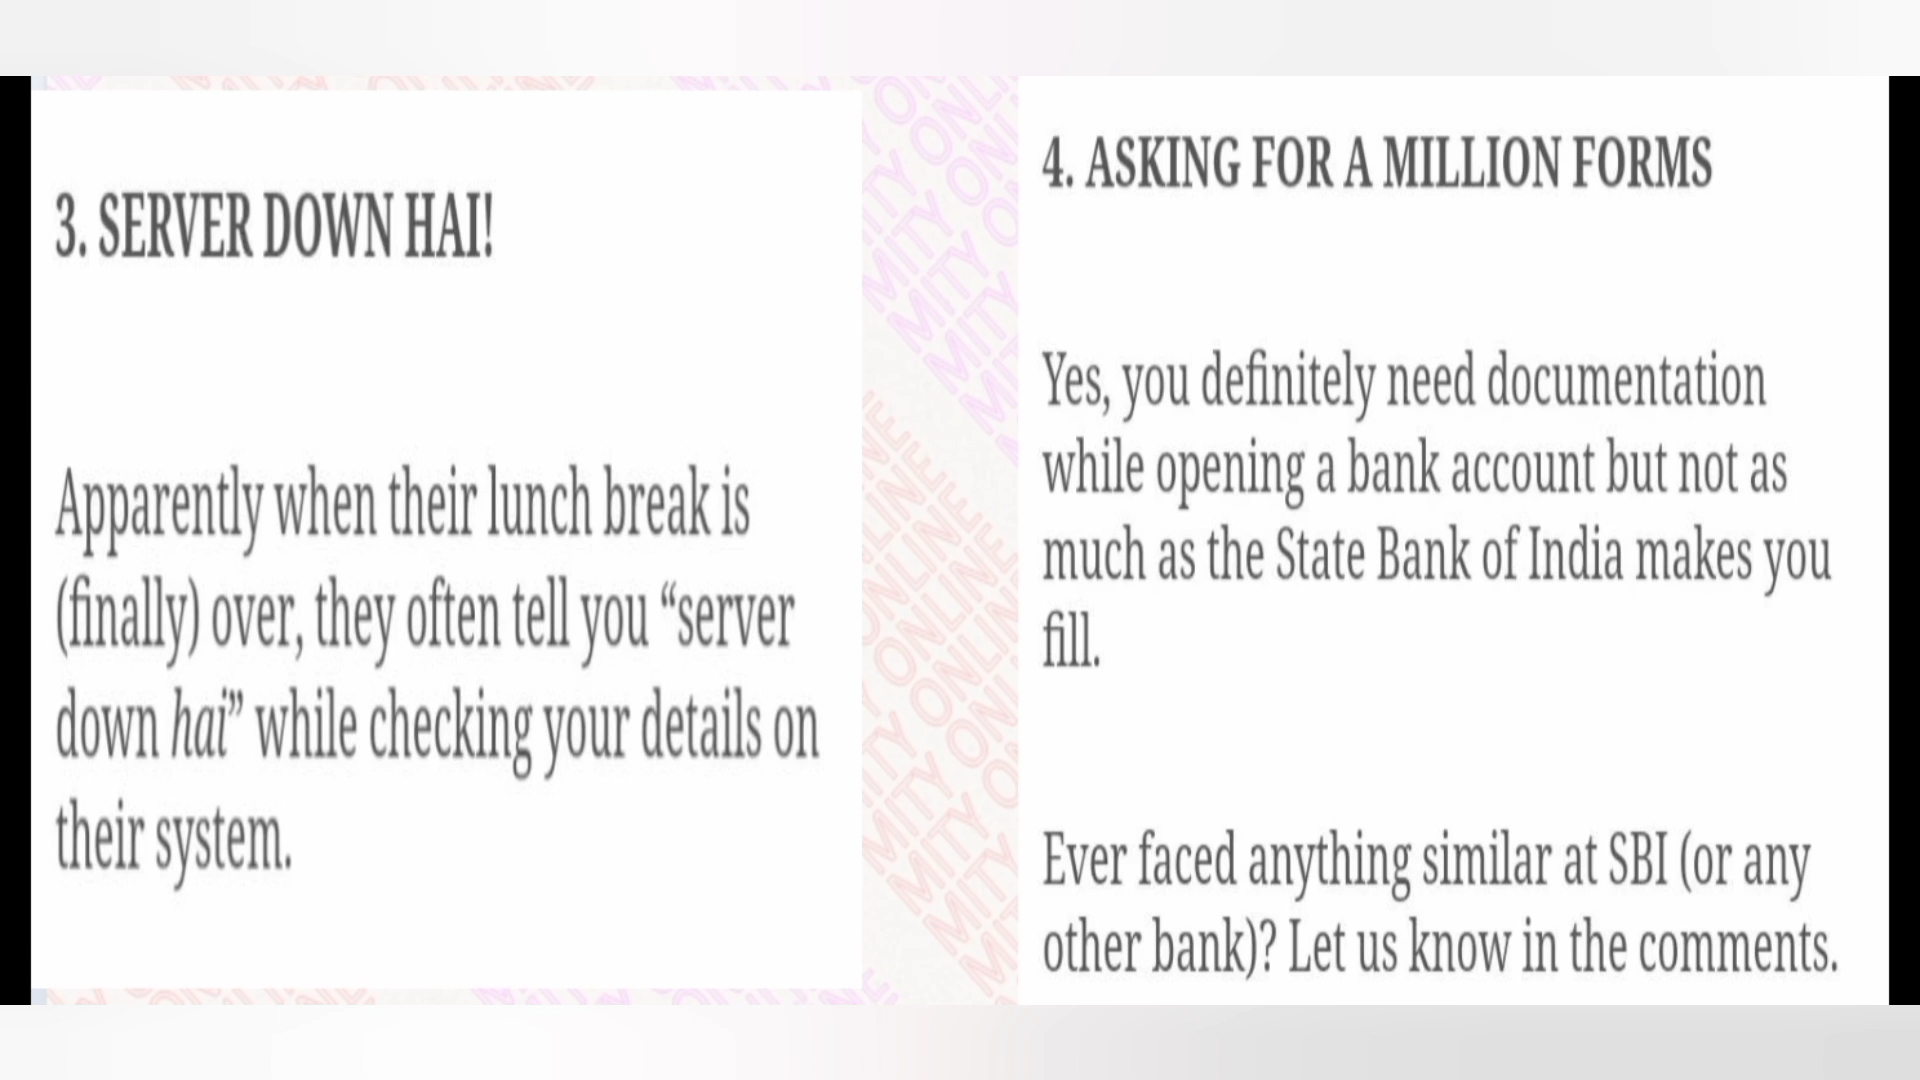 3. SERVER DOWN HAI!
Apparently when their lunch break is
(finally) over, they often tell you “server
down hai” while checking your details on
their system.
4. ASKING FOR A MILLION FORMS
Yes, you definitely need documentation
while opening a bank account but not as
much as the State Bank of India makes you
fill.
Ever faced anything similar at SBI (or any
other bank)? Let us know in the comments.
MITY ONLINE